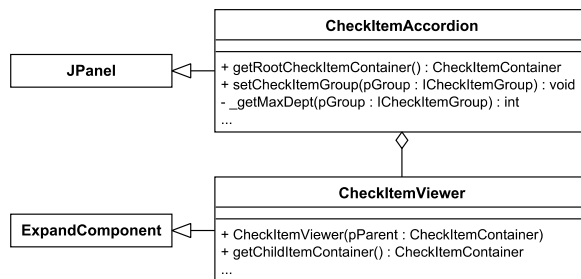 CheckItemAccordion
JPanel
+ getRootCheckItemContainer() : CheckItemContainer
+ setCheckItemGroup(pGroup : ICheckItemGroup) : void
- _getMaxDept(pGroup : ICheckItemGroup) : int
...
CheckItemViewer
ExpandComponent
+ CheckItemViewer(pParent : CheckItemContainer)
+ getChildItemContainer() : CheckItemContainer
...